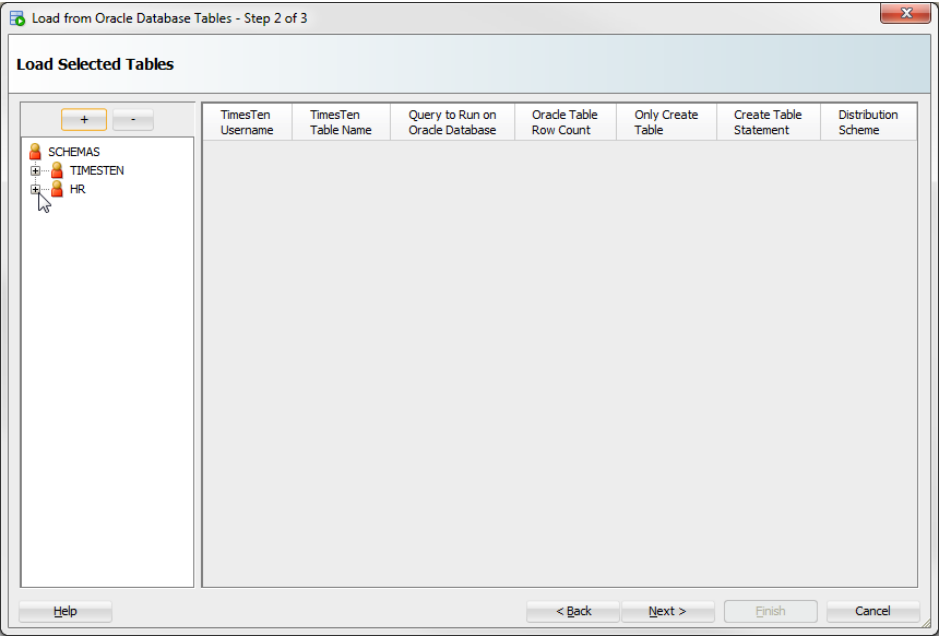 Load from Oracle Database Tables - Step 2 of 3
Load Selected Tables
+ -
SCHEMAS
TIMESTEN
HR
TimesTen Username
TimesTen Table Name
Query to Run on Oracle Database
Oracle Table Row Count
Only Create Table
Create Table Statement
Distribution Scheme
Help
< Back
Next >
Finish
Cancel